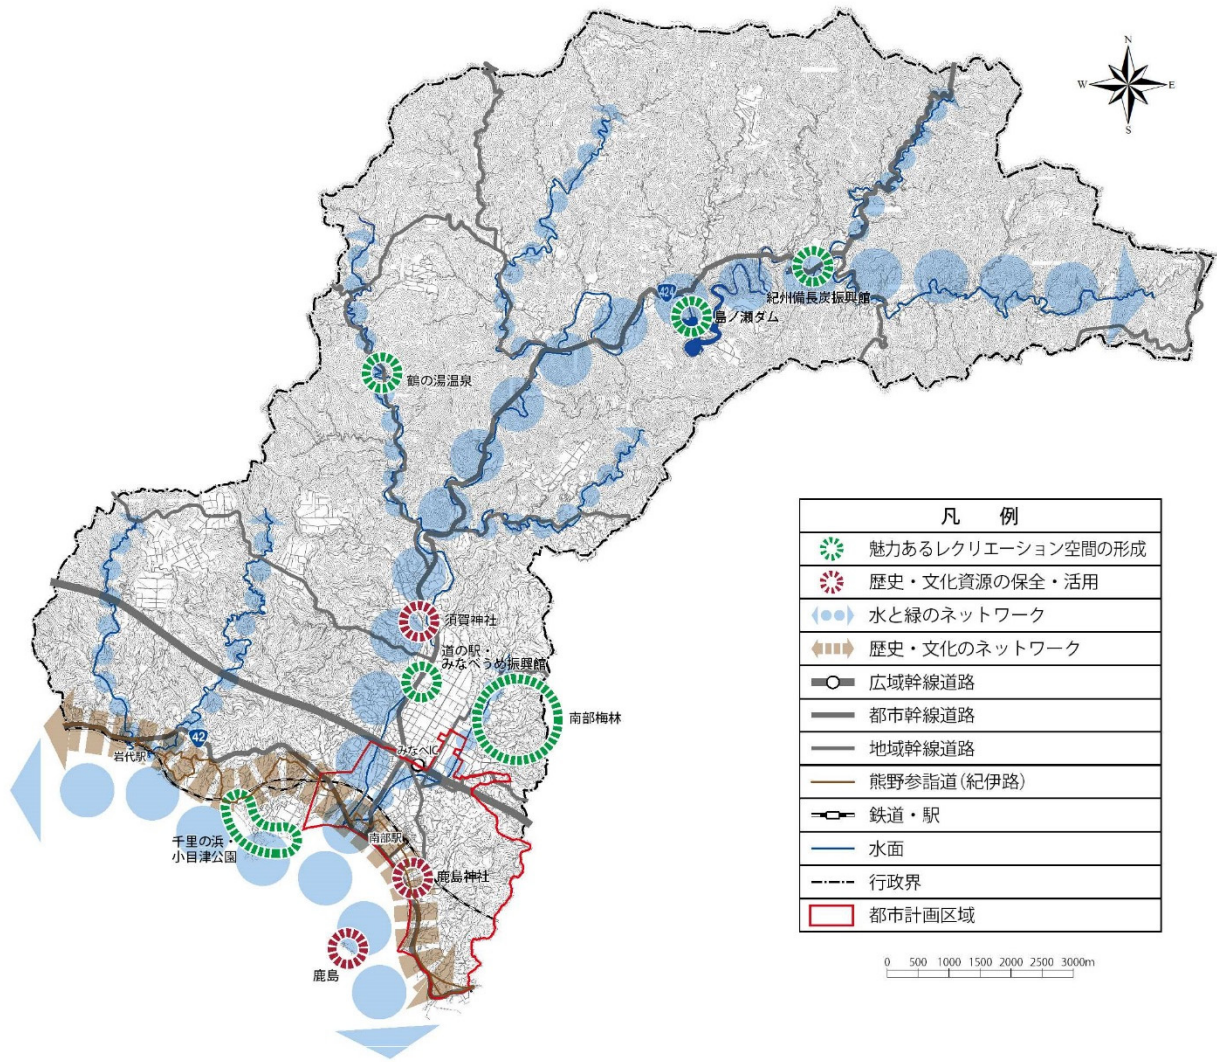 N
W
E
S
424
紀州備長炭振興館
島ノ瀬ダム
鶴の湯温泉
須賀神社
道の駅・
みなべうめ振興館
南部梅林
みなべIC
42
岩代駅
千里の浜・
小目津公園
南部駅
鹿島神社
鹿島
凡 例
魅力あるレクリエーション空間の形成
歴史・文化資源の保全・活用
水と緑のネットワーク
歴史・文化のネットワーク
広域幹線道路
都市幹線道路
地域幹線道路
熊野参詣道(紀伊路)
鉄道・駅
水面
行政界
都市計画区域
0 500 1000 1500 2000 2500 3000m